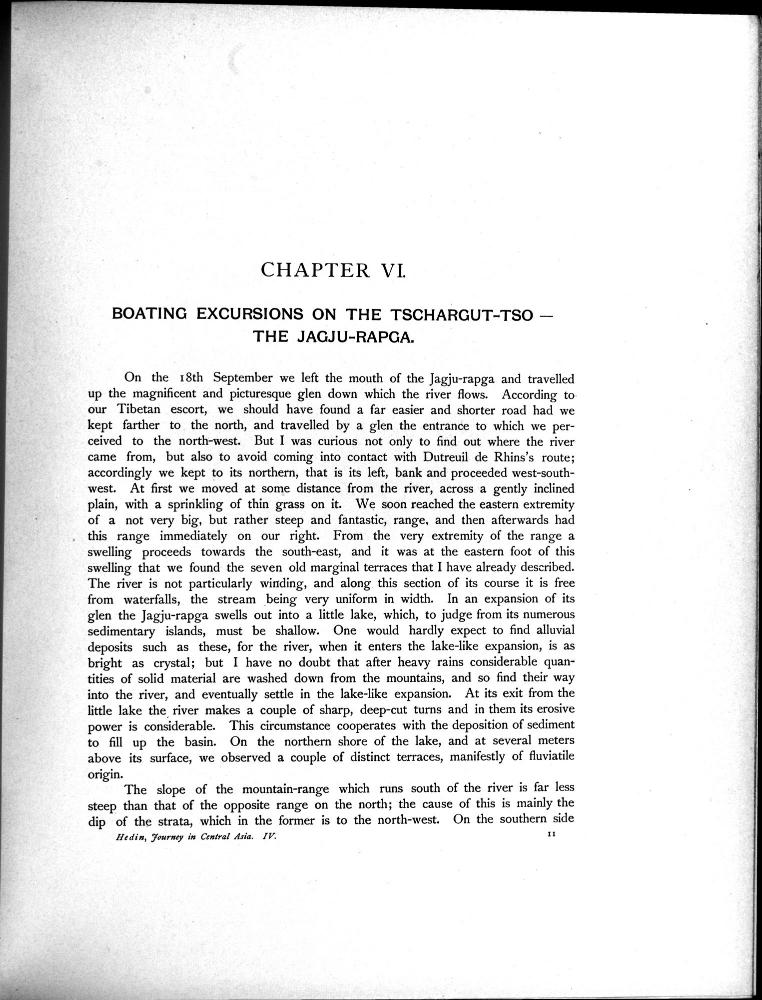 CHAPTER VI.
BOATING EXCURSIONS ON THE TSCHARGUT-TSO —
THE JAGJU-RAPGA.
On the 18th September we left the mouth of the Jagju-rapga and travelled
up the magnificent and picturesque glen down which the river flows. According to
our Tibetan escort, we should have found a far easier and shorter road had we
kept farther to the north, and travelled by a glen the entrance to which we per-
ceived to the north-west. But I was curious not only to find out where the river
came from, but also to avoid coming into contact with Dutreuil de Rhins's route;
accordingly we kept to its northern, that is its left, bank and proceeded west-south-
west. At first we moved at some distance from the river, across a gently inclined
plain, with a sprinkling of thin grass on it. We soon reached the eastern extremity
of a not very big, but rather steep and fantastic, range, and then afterwards had
this range immediately on our right. From the very extremity of the range a
swelling proceeds towards the south-east, and it was at the eastern foot of this
swelling that we found the seven old marginal terraces that I have already described.
The river is not particularly winding, and along this section of its course it is free
from waterfalls, the stream being very uniform in width. In an expansion of its
glen the Jagju-rapga swells out into a little lake, which, to judge from its numerous
sedimentary islands, must be shallow. One would hardly expect to find alluvial
deposits such as these, for the river, when it enters the lake-like expansion, is as
bright as crystal; but I have no doubt that after heavy rains considerable quan-
tities of solid material are washed down from the mountains, and so find their way
into the river, and eventually settle in the lake-like expansion. At its exit from the
little lake the river makes a couple of sharp, deep-cut turns and in them its erosive
power is considerable. This circumstance cooperates with the deposition of sediment
to fill up the basin. On the northern shore of the lake, and at several meters
above its surface, we observed a couple of distinct terraces, manifestly of fluviatile
origin.
The slope of the mountain-range which runs south of the river is far less
steep than that of the opposite range on the north; the cause of this is mainly the
dip of the strata, which in the former is to the north-west. On the southern side
Hedin, Journey in Central Asia. IV. 11